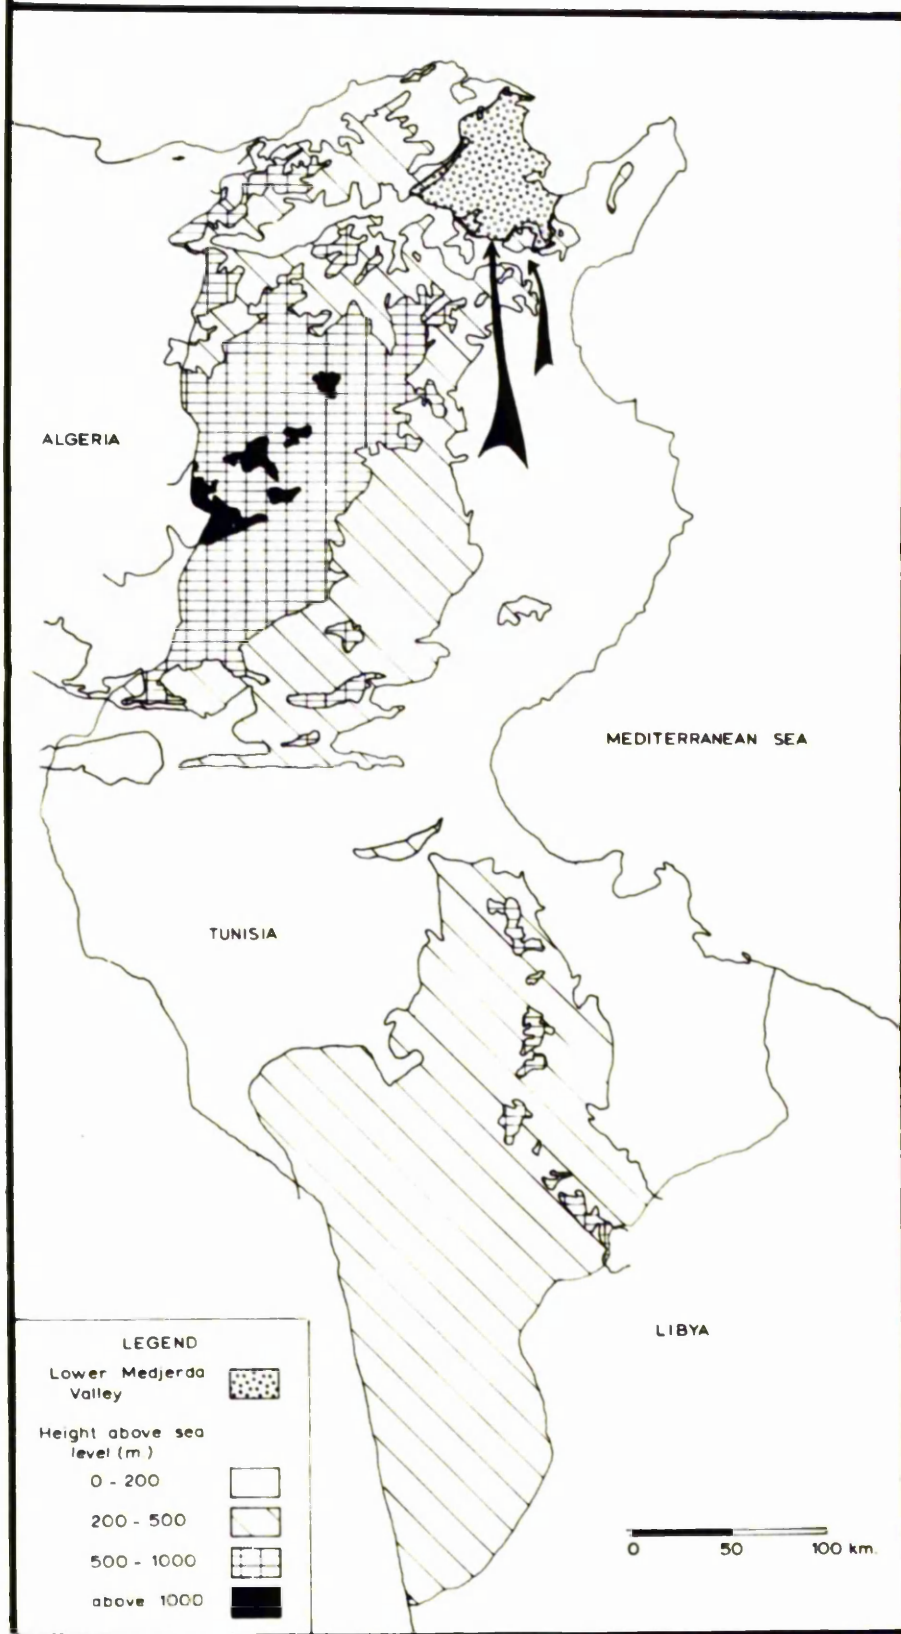 ALGERIA
MEDITERRANEAN SEA
TUNISIA
LIBYA
LEGEND
Lower Medjerda
Valley
Height above sea
level (m)
0 - 200
200 - 500
500 - 1000
above 1000
0 50 100 km.